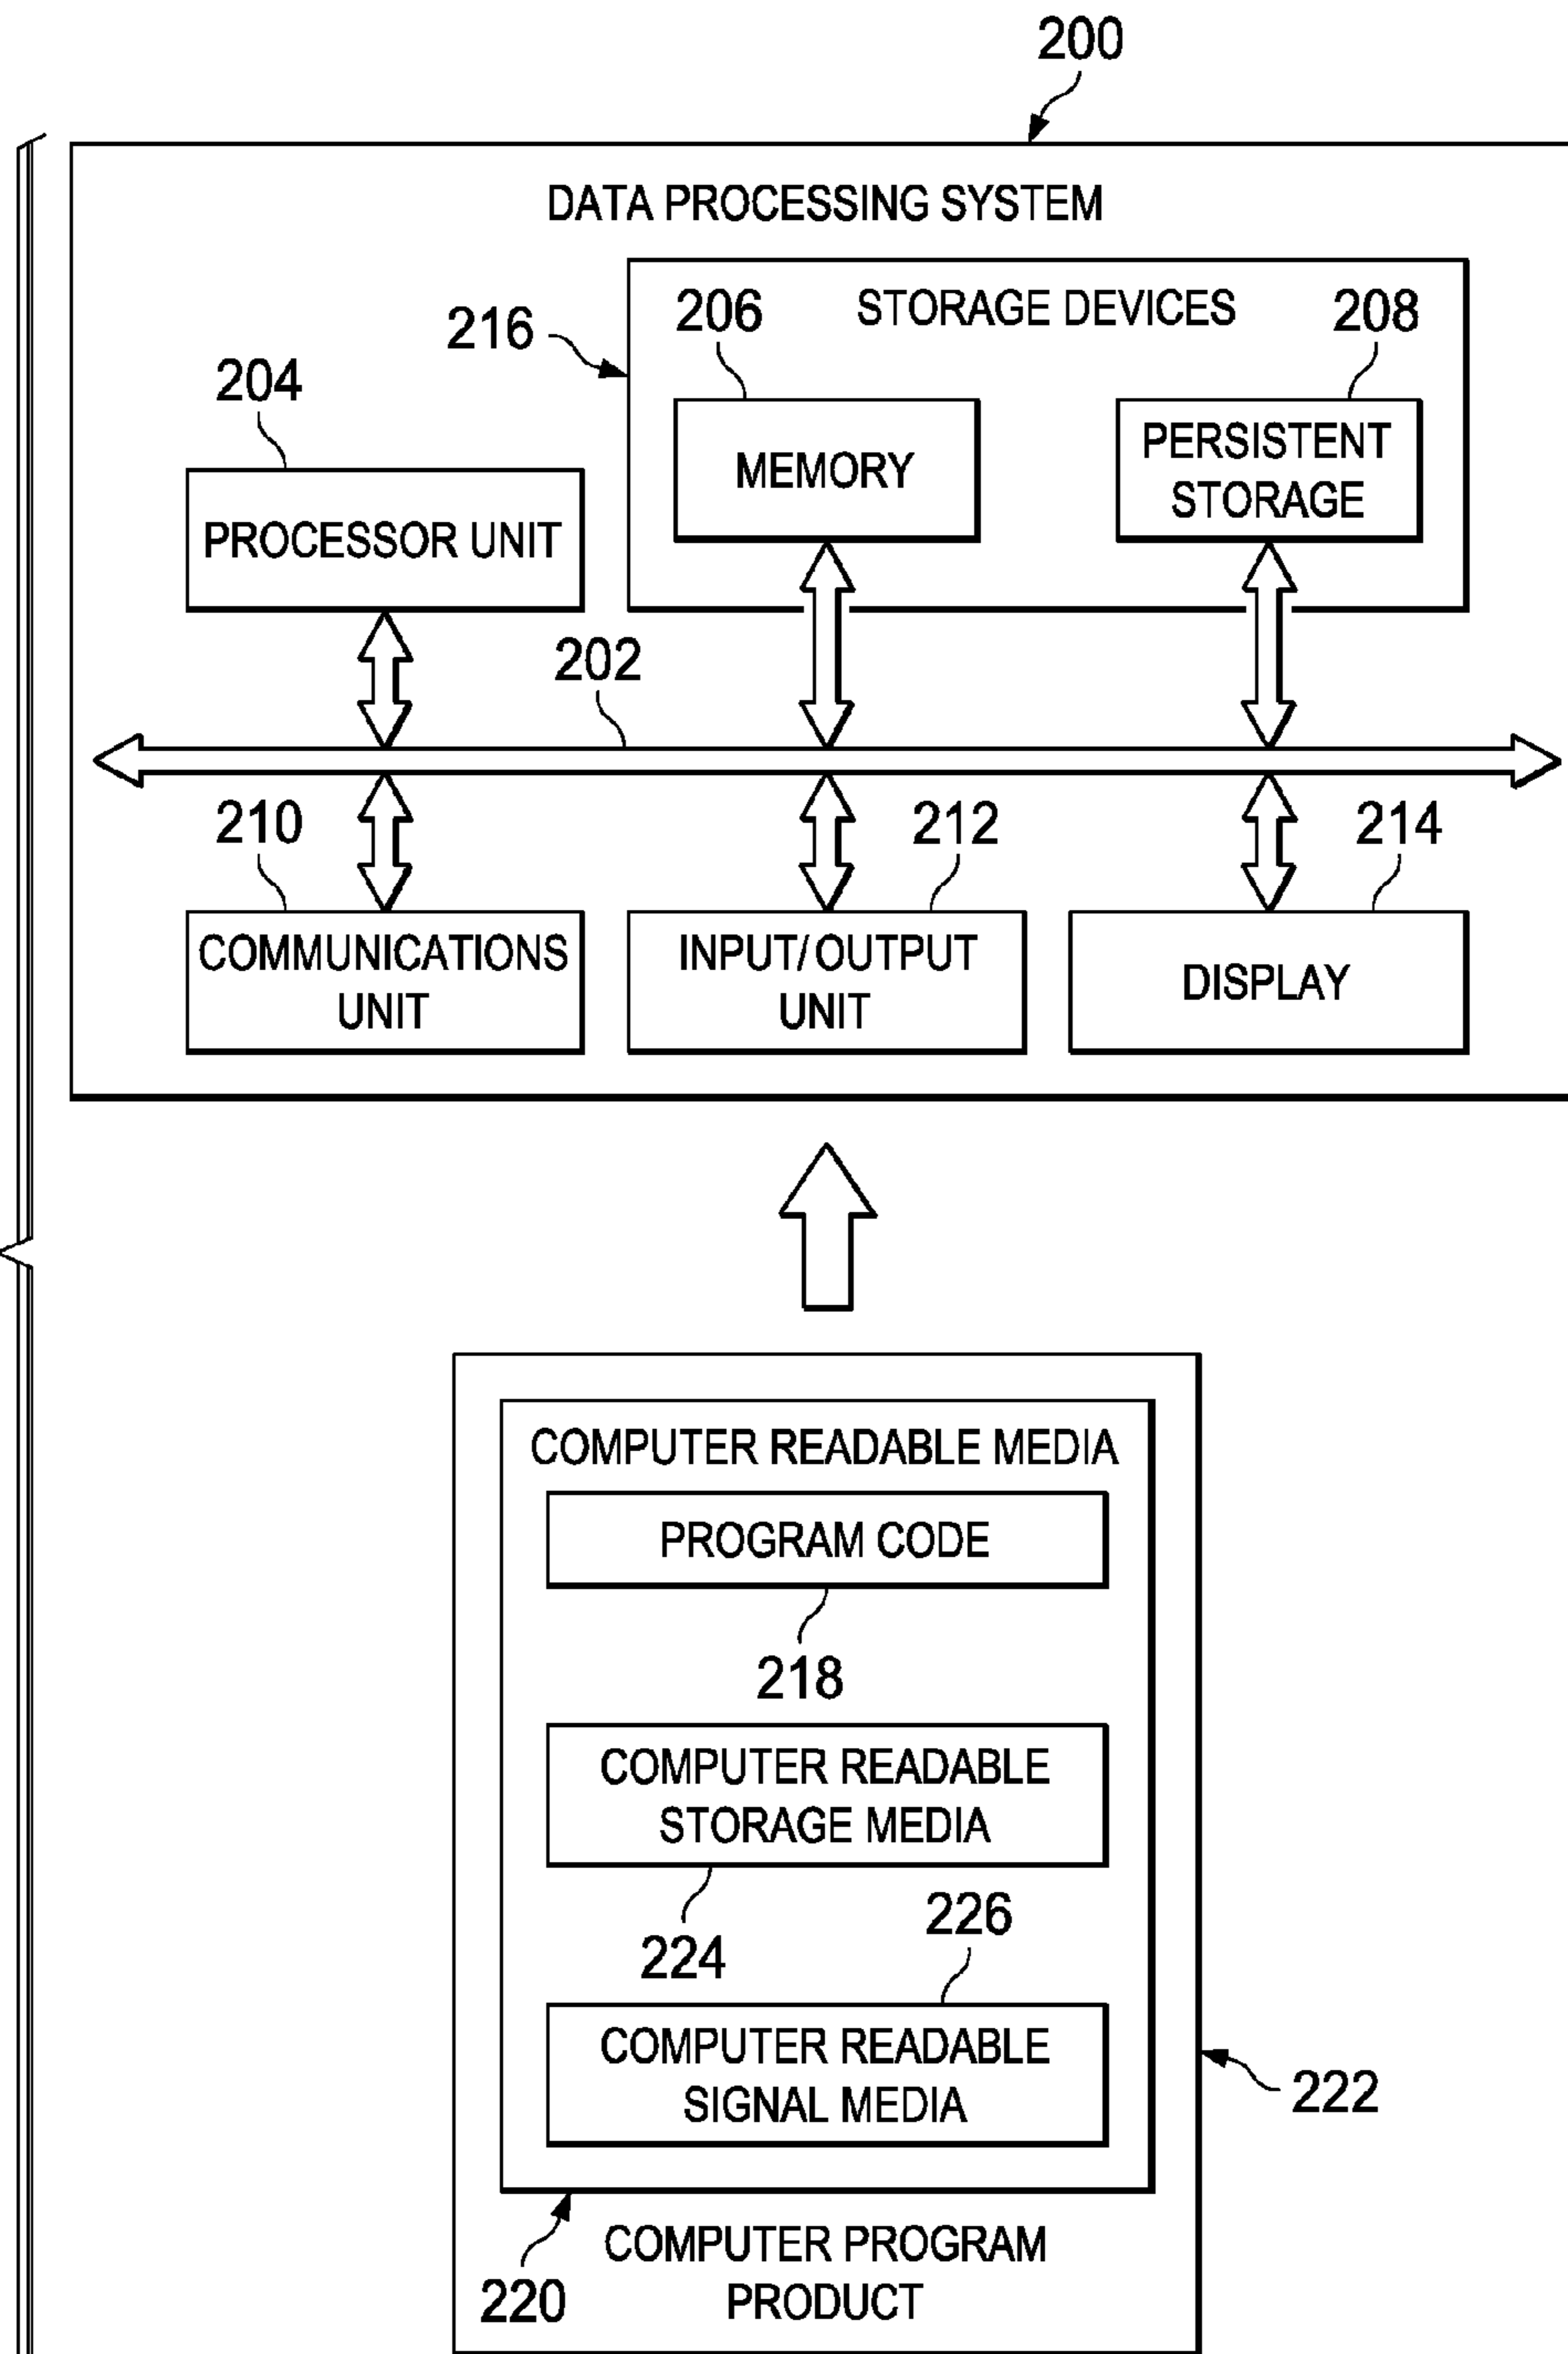 200
DATA PROCESSING SYSTEM
216
206
STORAGE DEVICES
208
204
MEMORY
PERSISTENT
STORAGE
PROCESSOR UNIT
202
210
212
214
COMMUNICATIONS
UNIT
INPUT/OUTPUT
UNIT
DISPLAY
COMPUTER READABLE MEDIA
PROGRAM CODE
218
COMPUTER READABLE
STORAGE MEDIA
224
226
COMPUTER READABLE
SIGNAL MEDIA
222
220
COMPUTER PROGRAM
PRODUCT